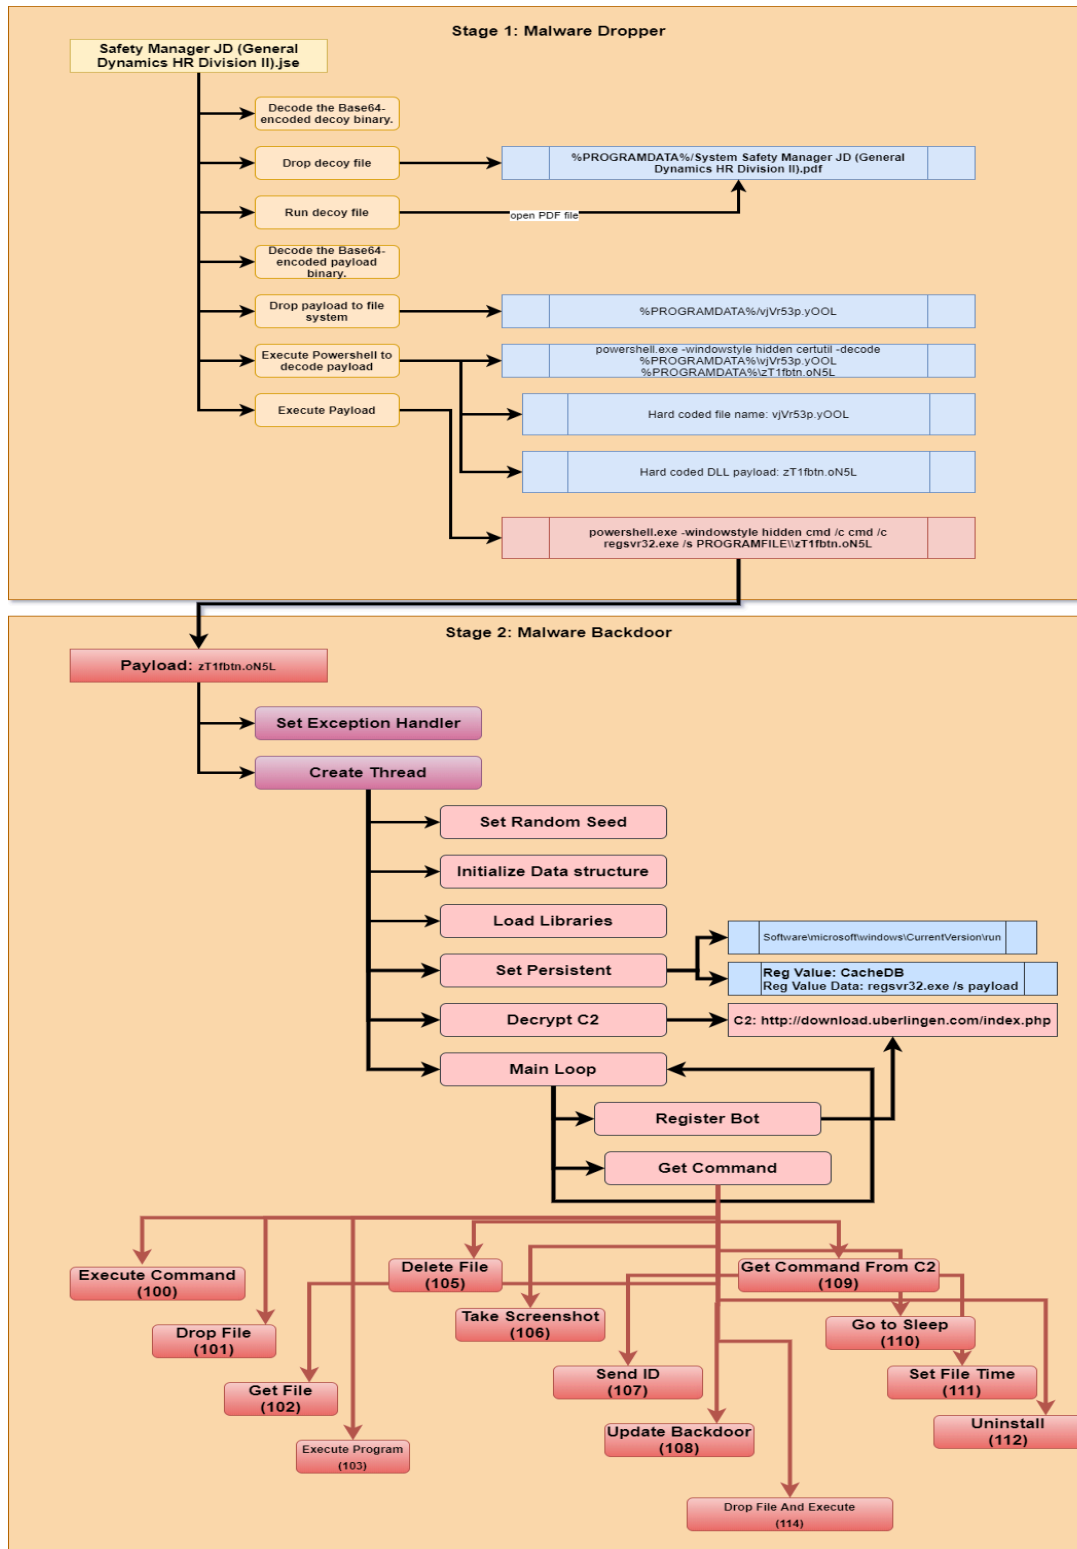 Stage 1: Malware Dropper
Safety Manager JD (General
Dynamics HR Division II).jse
Decode the Base64-
encoded decoy binary.
Drop decoy file
%PROGRAMDATA%/System Safety Manager JD (General
Dynamics HR Division II).pdf
Run decoy file
open PDF file
Decode the Base64-
encoded payload
binary.
Drop payload to file
system
%PROGRAMDATA%/vjVr53p.yOOL
Execute Powershell to
decode payload
powershell.exe -windowstyle hidden certutil -decode
%PROGRAMDATA%\vjVr53p.yOOL
%PROGRAMDATA%\zT1fbtn.oN5L
Execute Payload
Hard coded file name: vjVr53p.yOOL
Hard coded DLL payload: zT1fbtn.oN5L
powershell.exe -windowstyle hidden cmd /c cmd /c
regsvr32.exe /s PROGRAMFILE\\zT1fbtn.oN5L
Stage 2: Malware Backdoor
Payload: zT1fbtn.oN5L
Set Exception Handler
Create Thread
Set Random Seed
Initialize Data structure
Load Libraries
Software\microsoft\windows\CurrentVersion\run
Set Persistent
Reg Value: CacheDB
Reg Value Data: regsvr32.exe /s payload
Decrypt C2
C2: http://download.uberlingen.com/index.php
Main Loop
Register Bot
Get Command
Execute Command
(100)
Delete File
(105)
Get Command From C2
(109)
Drop File
(101)
Take Screenshot
(106)
Go to Sleep
(110)
Get File
(102)
Send ID
(107)
Set File Time
(111)
Execute Program
(103)
Update Backdoor
(108)
Uninstall
(112)
Drop File And Execute
(114)